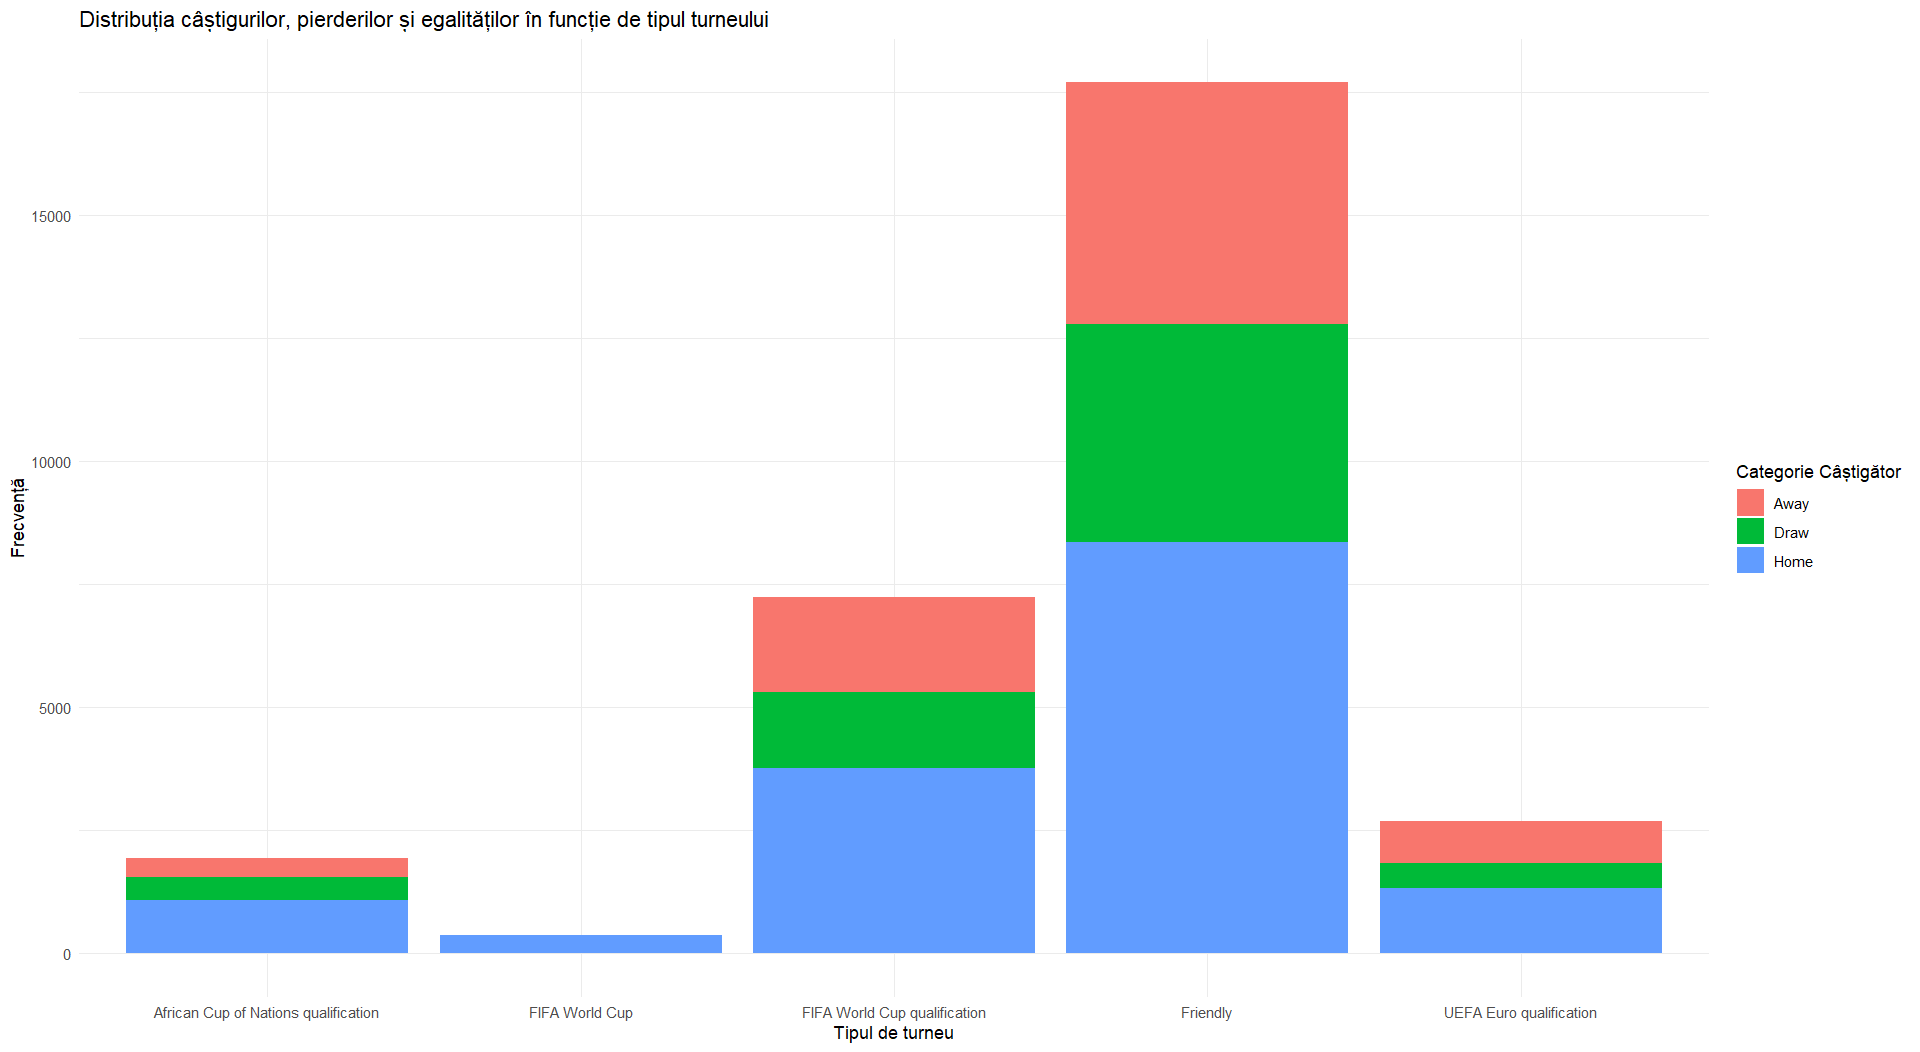 Distribuția câștigurilor, pierderilor și egalităților în funcție de tipul turneului
Frecvență
15000
10000
5000
0
African Cup of Nations qualification
FIFA World Cup
FIFA World Cup qualification
Friendly
UEFA Euro qualification
Tipul de turneu
Categorie Câștigător
Away
Draw
Home